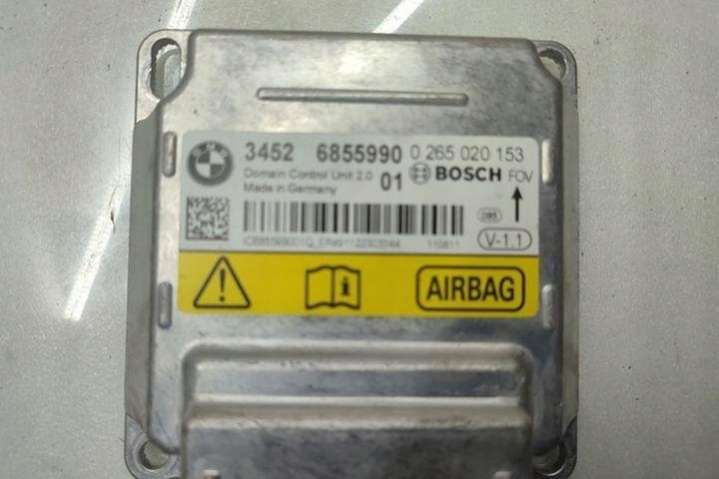 3452 6855990 0 265 020 153
Domain Control Unit 2.0 01 BOSCH FOV
Made in Germany
V-1.1
110811
AIRBAG